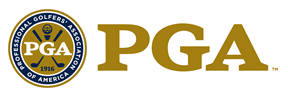 PROFESSIONAL GOLFERS' ASSOCIATION
PGA
1916
OF AMERICA
PGA
TM